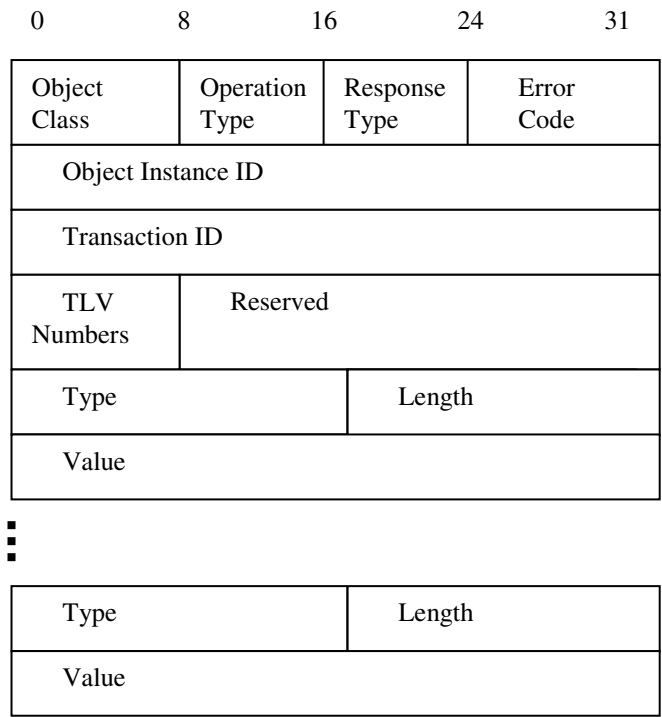 0 8 16 24 31
Object Operation Response Error
Class Type Type Code
Object Instance ID
Transaction ID
TLV Reserved
Numbers
Type Length
Value
Type Length
Value